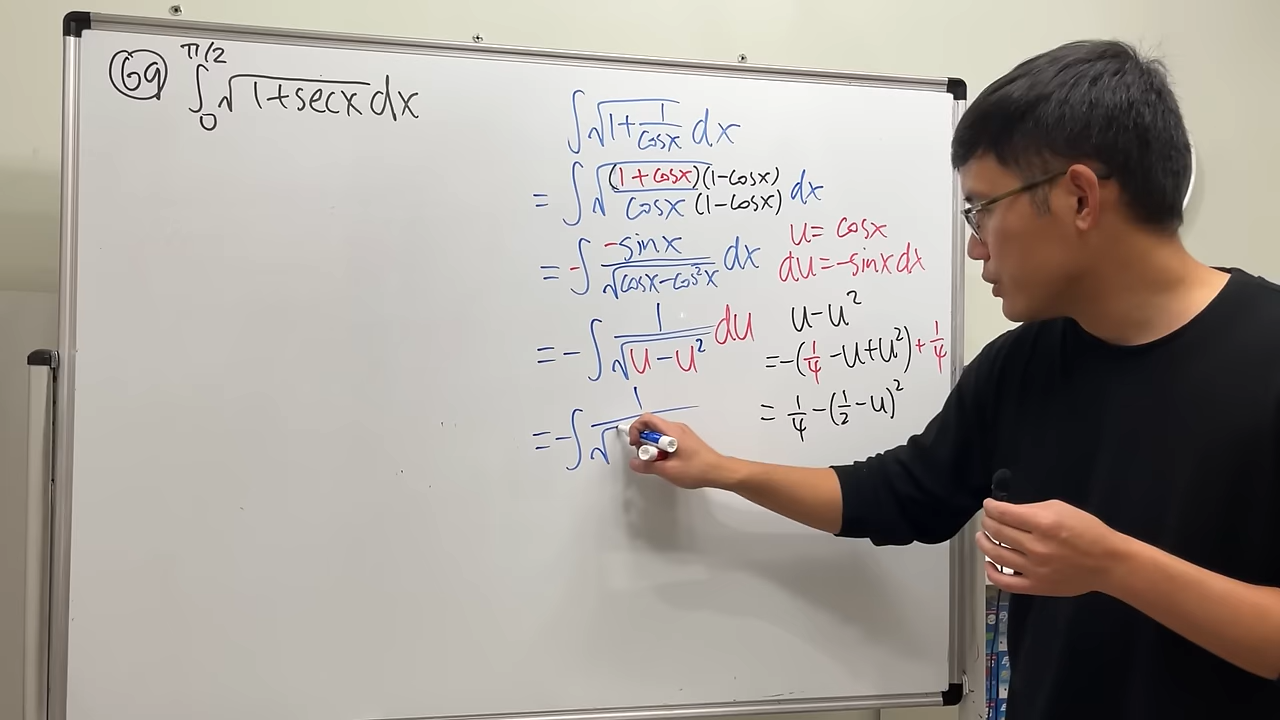 69 ∫₀^(π/2) √(1+secx) dx
∫ √(1+1/cosx) dx
= ∫ √((1+cosx)(1-cosx)/(cosx(1-cosx))) dx
u = cosx
= -∫ -sinx/√(cosx-cos²x) dx
du = -sinx dx
= -∫ 1/√(u-u²) du
u-u²
= -(1/4 -u+u²)+1/4
= 1/4 -(1/2 -u)²
= -∫ 1/√